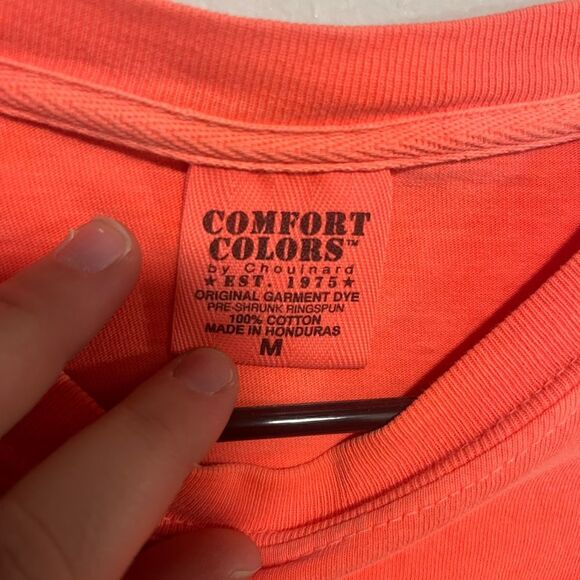 COMFORT
COLORS™
by Chouinard
★ EST. 1975 ★
ORIGINAL GARMENT DYE
PRE-SHRUNK RINGSPUN
100% COTTON
MADE IN HONDURAS
M